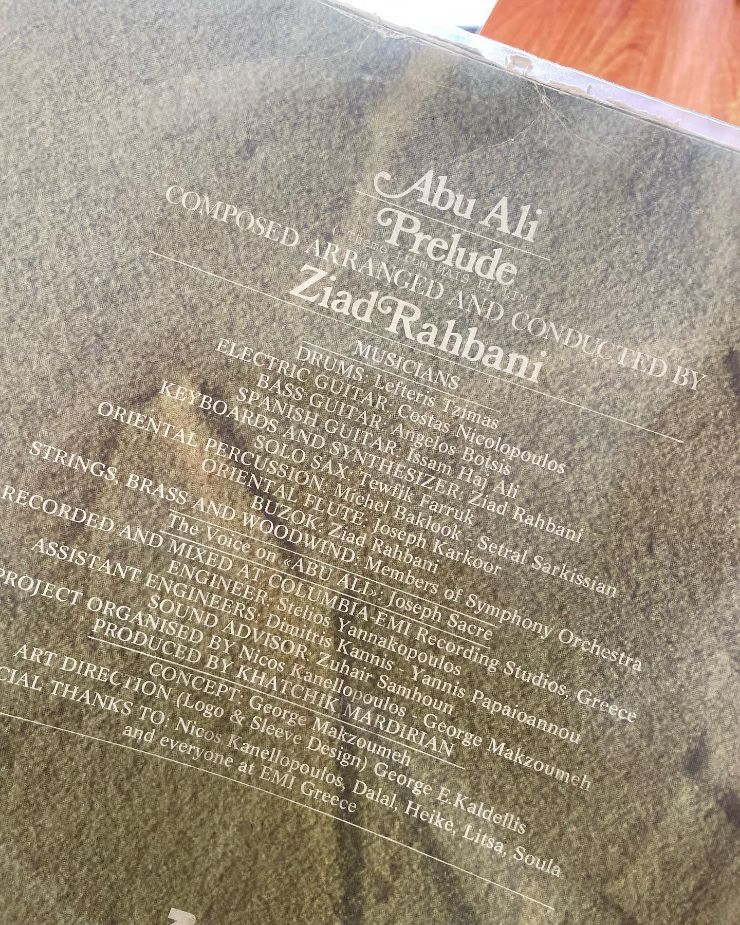 Abu Ali
Prelude
COMPOSED ARRANGED AND CONDUCTED BY
Ziad Rahbani
MUSICIANS
DRUMS: Lefteris Tzimas
ELECTRIC GUITAR: Costas Nicolopoulos
BASS GUITAR: Angelos Botsis
SPANISH GUITAR: Issam Haj Ali
KEYBOARDS AND SYNTHESIZER: Ziad Rahbani
SOLO SAX: Tewfik Farruk
ORIENTAL PERCUSSION: Michel Baklook - Setral Sarkissian
ORIENTAL FLUTE: Joseph Karkoor
BUZOK: Ziad Rahbani
STRINGS, BRASS AND WOODWIND: Members of Symphony Orchestra
The Voice on «ABU ALI»: Joseph Sacre
RECORDED AND MIXED AT COLUMBIA-EMI Recording Studios, Greece
ENGINEER: Stelios Yannakopoulos
ASSISTANT ENGINEERS: Dimitris Kannis - Yannis Papaioannou
SOUND ADVISOR: Zuhair Samhoun
PROJECT ORGANISED BY Nicos Kanellopoulos - George Makzoumeh
PRODUCED BY KHATCHIK MARDIRIAN
CONCEPT: George Makzoumeh
ART DIRECTION (Logo & Sleeve Design) George E.Kaldellis
CIAL THANKS TO: Nicos Kanellopoulos, Dalal, Heike, Litsa, Soula
and everyone at EMI Greece